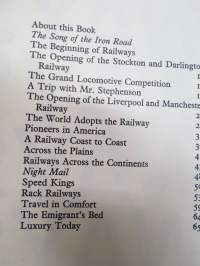 About this Book
The Song of the Iron Road
The Beginning of Railways
The Opening of the Stockton and Darlington
Railway
The Grand Locomotive Competition
A Trip with Mr. Stephenson
The Opening of the Liverpool and Manchester
Railway
The World Adopts the Railway
Pioneers in America
A Railway Coast to Coast
Across the Plains
Railways Across the Continents
Night Mail
Speed Kings
Rack Railways
Travel in Comfort
The Emigrant's Bed
Luxury Today